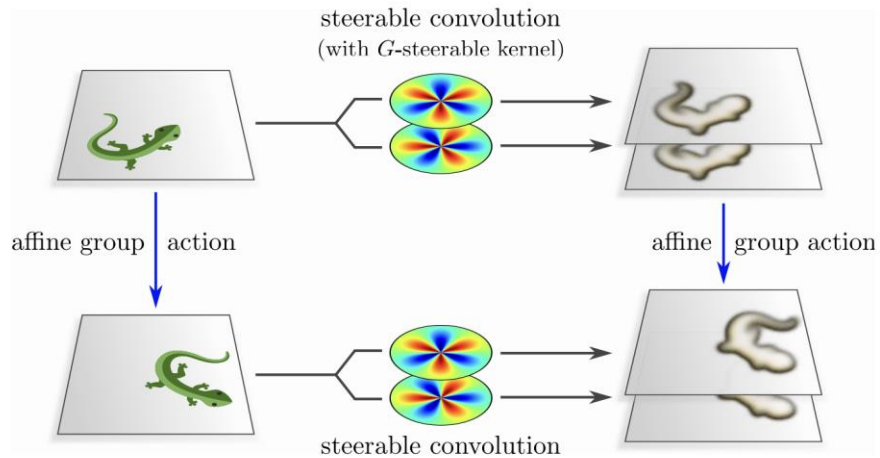 steerable convolution
(with G-steerable kernel)
affine group action
affine group action
steerable convolution